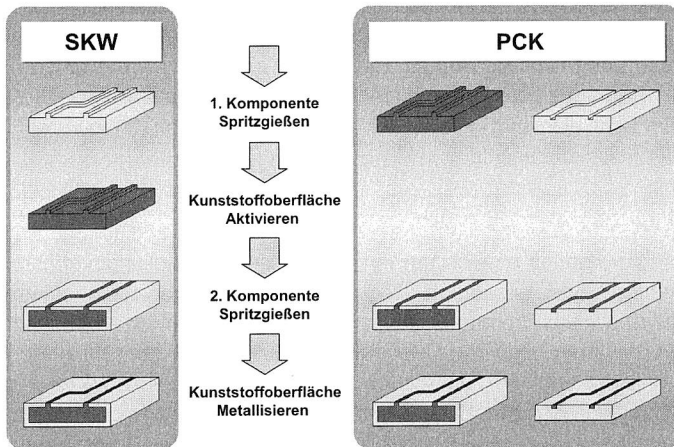 SKW
PCK
1. Komponente
Spritzgießen
Kunststoffoberfläche
Aktivieren
2. Komponente
Spritzgießen
Kunststoffoberfläche
Metallisieren